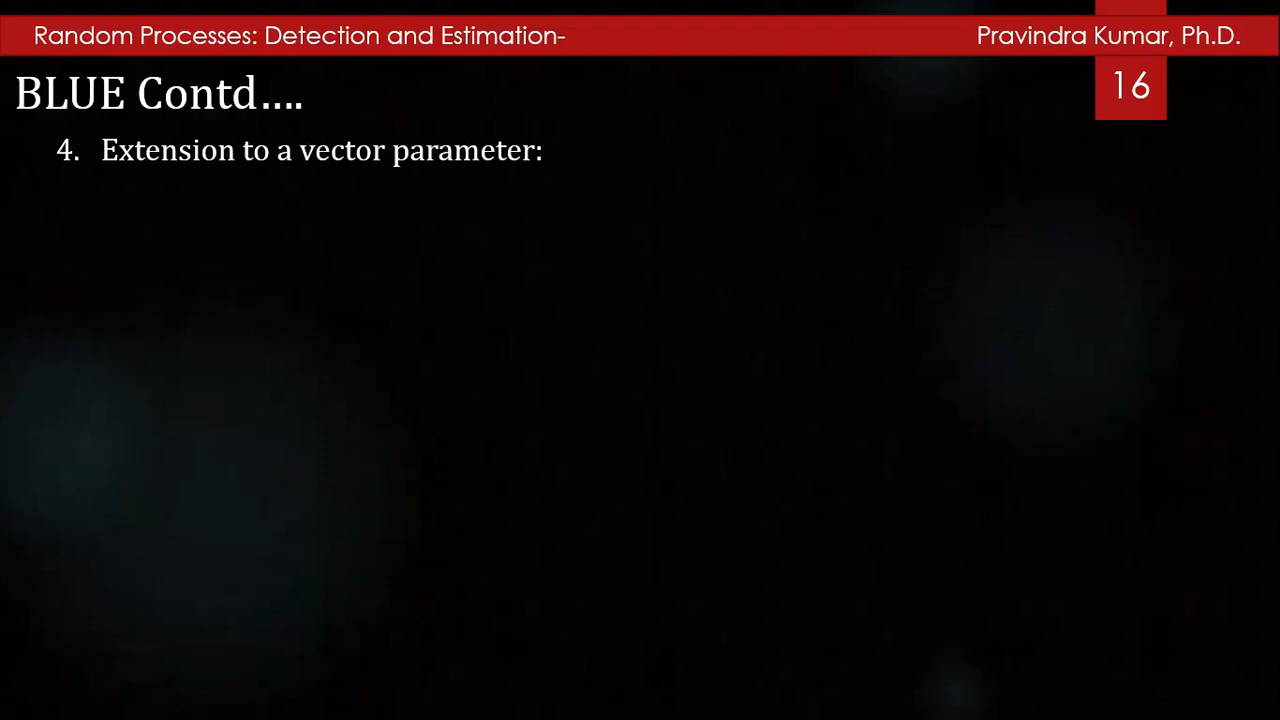 Random Processes: Detection and Estimation-
Pravindra Kumar, Ph.D.
BLUE Contd….
16
4. Extension to a vector parameter: